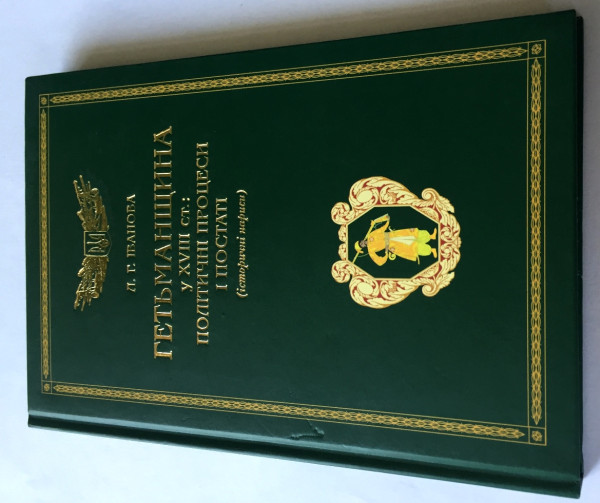 Л. Г. ІВАНОВА
ГЕТЬМАНЩИНА
У XVIII СТ.:
ПОЛІТИЧНІ ПРОЦЕСИ
І ПОСТАТІ
(історичні нариси)